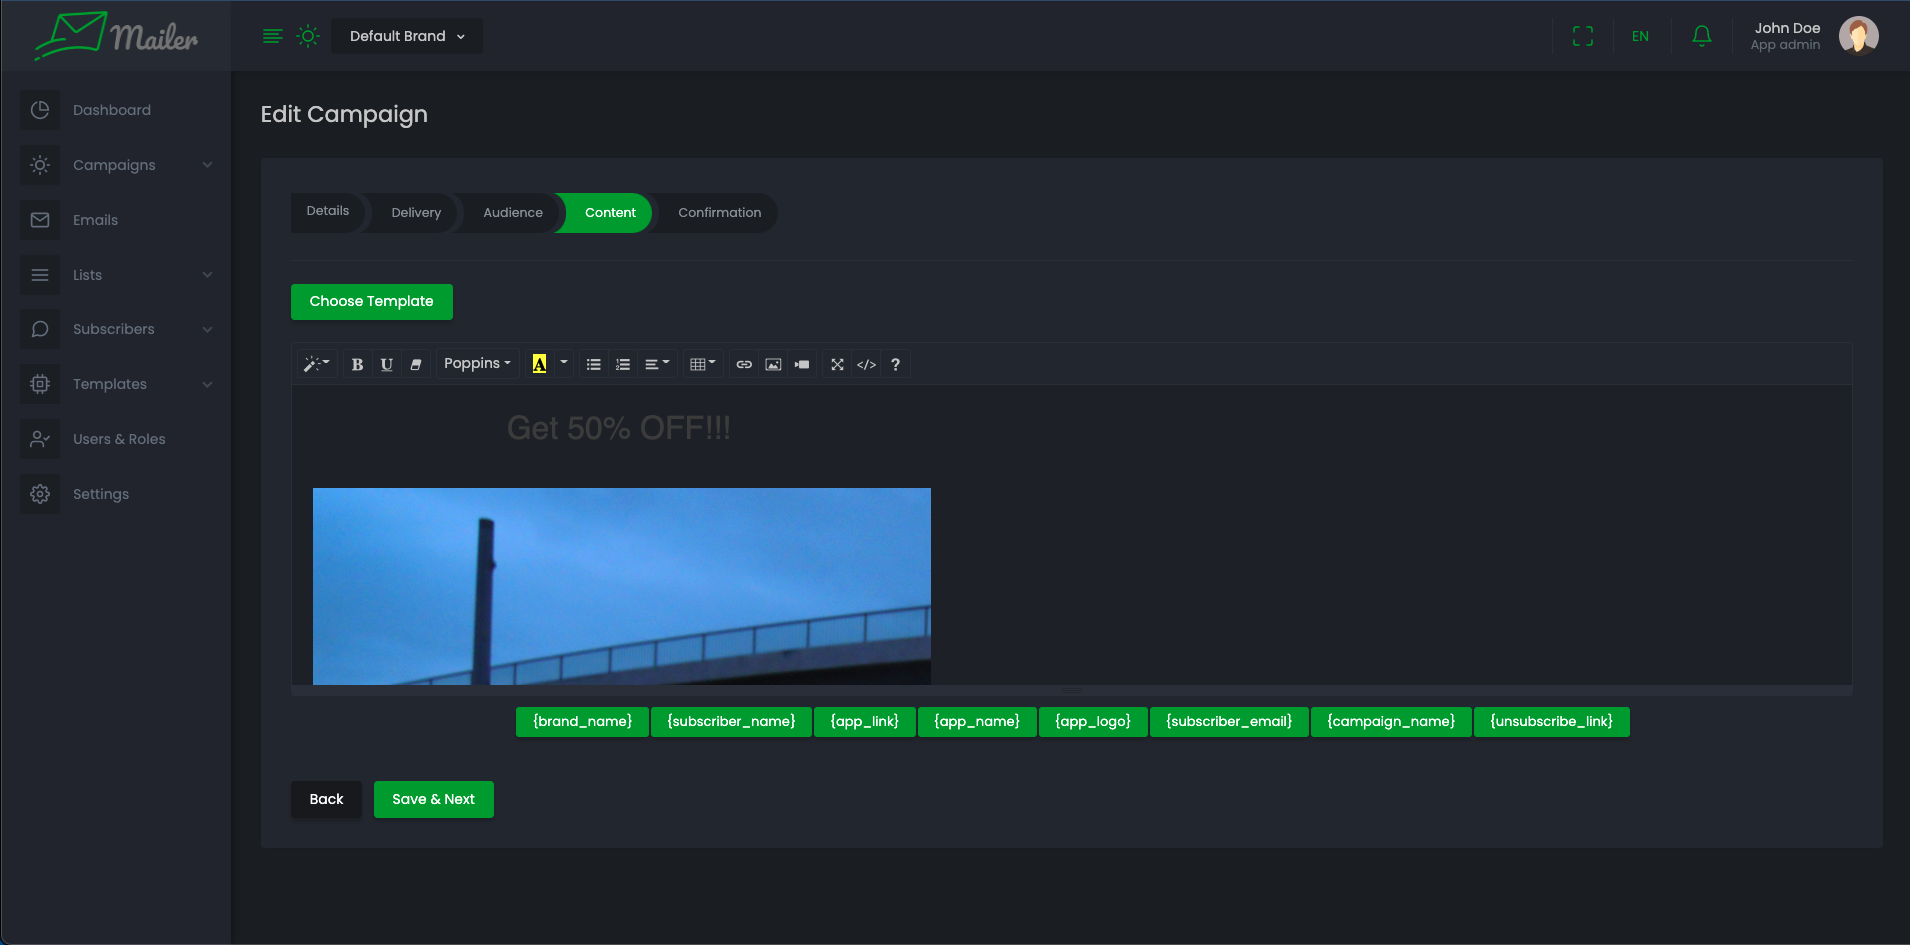 Mailer
Default Brand
EN
John Doe
App admin
Dashboard
Campaigns
Emails
Lists
Subscribers
Templates
Users & Roles
Settings
Edit Campaign
Details
Delivery
Audience
Content
Confirmation
Choose Template
B
U
Poppins
A
</>
?
Get 50% OFF!!!
{brand_name}
{subscriber_name}
{app_link}
{app_name}
{app_logo}
{subscriber_email}
{campaign_name}
{unsubscribe_link}
Back
Save & Next